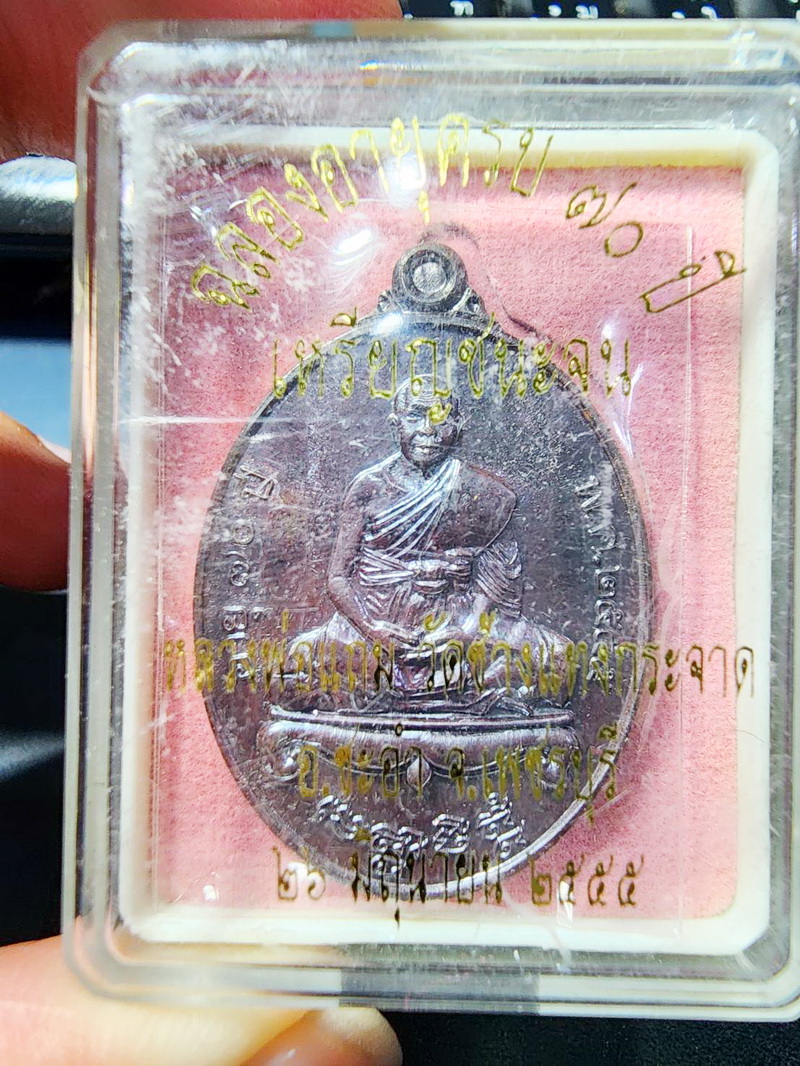 ฉลองอายุครบ ๗๐ ปี
เหรียญชนะจน
หลวงพ่อแถม วัดช้างแทงกระจาด
อ.ชะอำ จ.เพชรบุรี
๒๖ มิถุนายน ๒๕๕๕